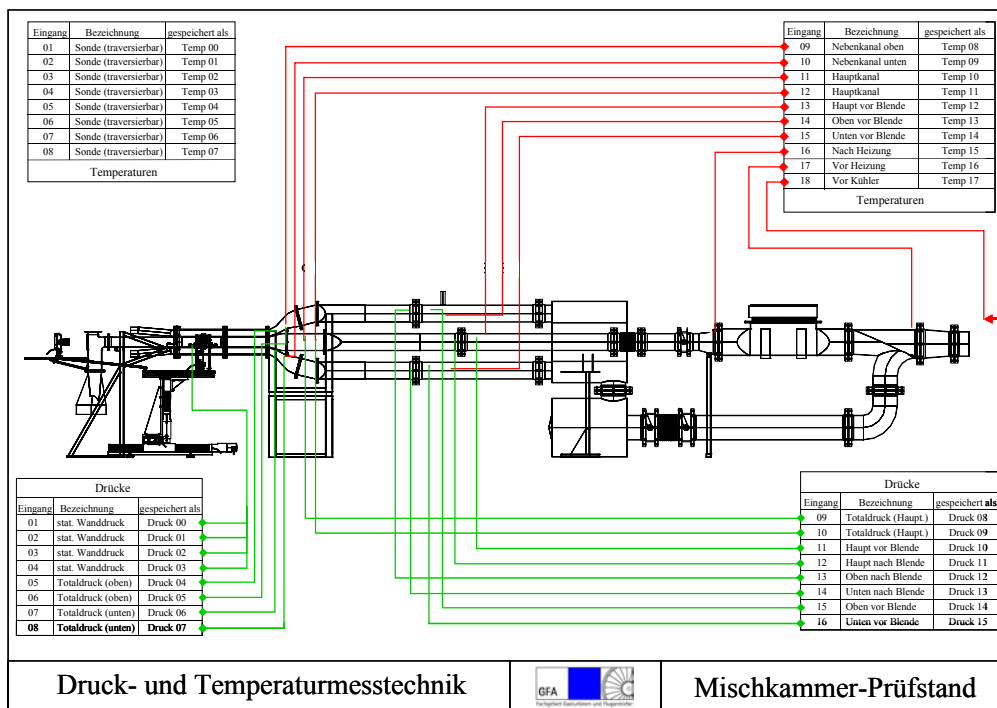 Eingang Bezeichnung gespeichert als
01 Sonde (traversierbar) Temp 00
02 Sonde (traversierbar) Temp 01
03 Sonde (traversierbar) Temp 02
04 Sonde (traversierbar) Temp 03
05 Sonde (traversierbar) Temp 04
06 Sonde (traversierbar) Temp 05
07 Sonde (traversierbar) Temp 06
08 Sonde (traversierbar) Temp 07
Temperaturen
Eingang Bezeichnung gespeichert als
09 Nebenkanal oben Temp 08
10 Nebenkanal unten Temp 09
11 Hauptkanal Temp 10
12 Hauptkanal Temp 11
13 Haupt vor Blende Temp 12
14 Oben vor Blende Temp 13
15 Unten vor Blende Temp 14
16 Nach Heizung Temp 15
17 Vor Heizung Temp 16
18 Vor Kühler Temp 17
Temperaturen
Drücke
Eingang Bezeichnung gespeichert als
01 stat. Wanddruck Druck 00
02 stat. Wanddruck Druck 01
03 stat. Wanddruck Druck 02
04 stat. Wanddruck Druck 03
05 Totaldruck (oben) Druck 04
06 Totaldruck (oben) Druck 05
07 Totaldruck (unten) Druck 06
08 Totaldruck (unten) Druck 07
Drücke
Eingang Bezeichnung gespeichert als
09 Totaldruck (Haupt.) Druck 08
10 Totaldruck (Haupt.) Druck 09
11 Haupt vor Blende Druck 10
12 Haupt nach Blende Druck 11
13 Oben nach Blende Druck 12
14 Unten nach Blende Druck 13
15 Oben vor Blende Druck 14
16 Unten vor Blende Druck 15
Druck- und Temperaturmesstechnik
GFA
Fachgebiet Gasturbinen und Flugantriebe
Mischkammer-Prüfstand